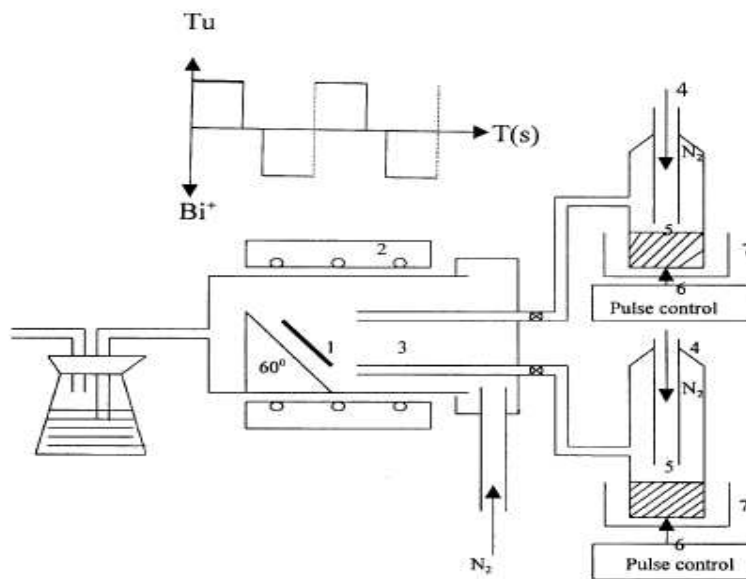 Tu
T(s)
Bi⁺
4
N₂
5
7
6
Pulse control
2
1
3
60⁰
4
N₂
5
7
6
Pulse control
N₂